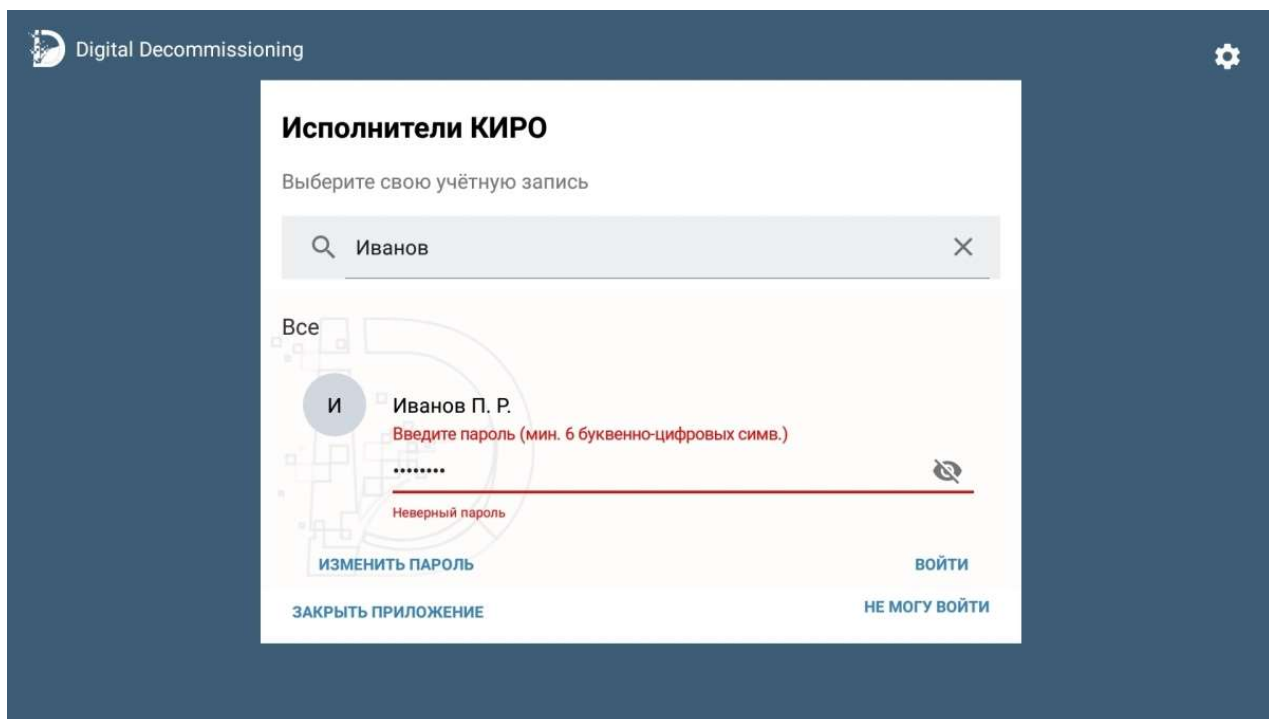 Digital Decommissioning
Исполнители КИРО
Выберите свою учётную запись
Иванов
Все
И
Иванов П. Р.
Введите пароль (мин. 6 буквенно-цифровых симв.)
••••••••
Неверный пароль
ИЗМЕНИТЬ ПАРОЛЬ
ВОЙТИ
ЗАКРЫТЬ ПРИЛОЖЕНИЕ
НЕ МОГУ ВОЙТИ